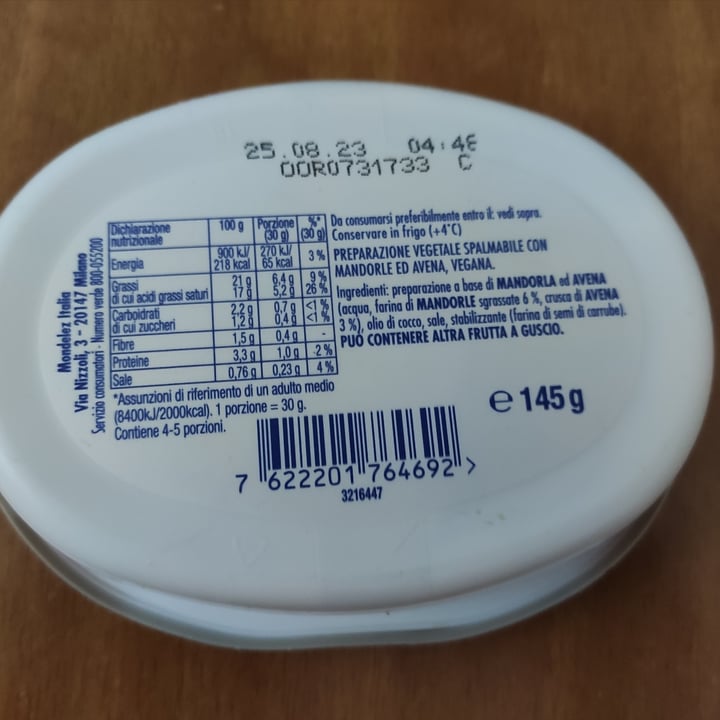 25.08.23 04:46
OOR0731733 C
Mondelez Italia
Via Nizzoli, 3 - 20147 Milano
Servizio consumatori - Numero verde 800-055200
Dichiarazione nutrizionale 100 g Porzione (30 g) %* (30 g)
Energia 900 kJ/ 218 kcal 270 kJ/ 65 kcal 3 %
Grassi 21 g 6,4 g 9 %
di cui acidi grassi saturi 17 g 5,2 g 26 %
Carboidrati 2,2 g 0,7 g <1 %
di cui zuccheri 1,2 g 0,4 g <1 %
Fibre 1,5 g 0,4 g -
Proteine 3,3 g 1,0 g 2 %
Sale 0,76 g 0,23 g 4 %
*Assunzioni di riferimento di un adulto medio
(8400kJ/2000kcal). 1 porzione = 30 g.
Contiene 4-5 porzioni.
Da consumarsi preferibilmente entro il: vedi sopra.
Conservare in frigo (+4°C)
PREPARAZIONE VEGETALE SPALMABILE CON
MANDORLE ED AVENA, VEGANA.
Ingredienti: preparazione a base di MANDORLA ed AVENA
(acqua, farina di MANDORLE sgrassate 6 %, crusca di AVENA
3 %), olio di cocco, sale, stabilizzante (farina di semi di carrube).
PUÒ CONTENERE ALTRA FRUTTA A GUSCIO.
e 145 g
7 622201 764692 >
3216447